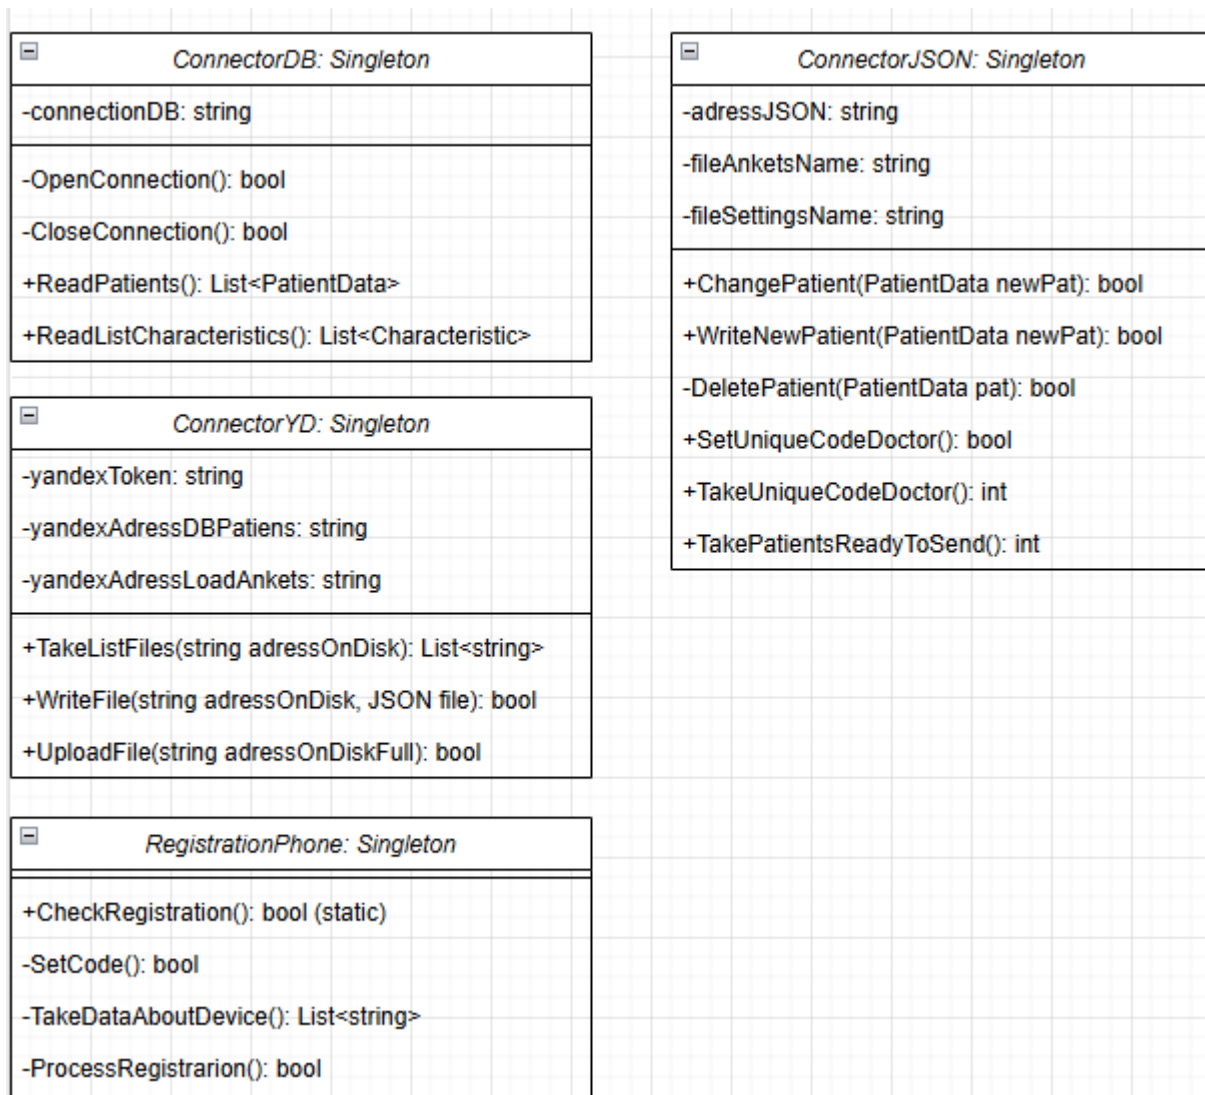 ConnectorDB: Singleton
-connectionDB: string
-OpenConnection(): bool
-CloseConnection(): bool
+ReadPatients(): List<PatientData>
+ReadListCharacteristics(): List<Characteristic>
ConnectorYD: Singleton
-yandexToken: string
-yandexAdressDBPatiens: string
-yandexAdressLoadAnkets: string
+TakeListFiles(string adressOnDisk): List<string>
+WriteFile(string adressOnDisk, JSON file): bool
+UploadFile(string adressOnDiskFull): bool
RegistrationPhone: Singleton
+CheckRegistration(): bool (static)
-SetCode(): bool
-TakeDataAboutDevice(): List<string>
-ProcessRegistrarion(): bool
ConnectorJSON: Singleton
-adressJSON: string
-fileAnketsName: string
-fileSettingsName: string
+ChangePatient(PatientData newPat): bool
+WriteNewPatient(PatientData newPat): bool
-DeletePatient(PatientData pat): bool
+SetUniqueCodeDoctor(): bool
+TakeUniqueCodeDoctor(): int
+TakePatientsReadyToSend(): int